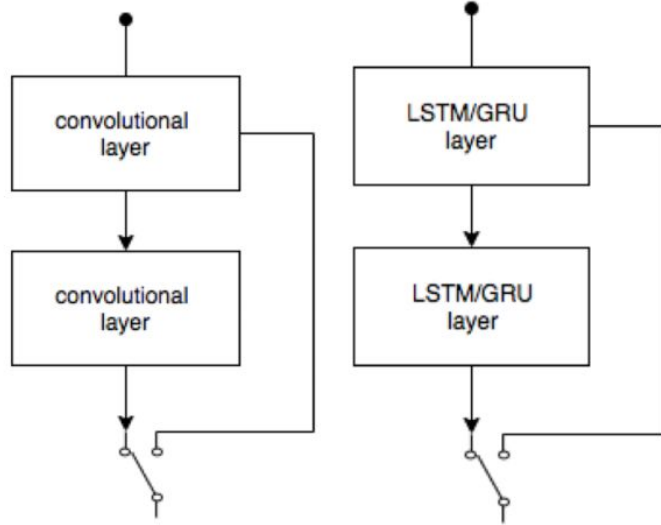 convolutional
layer
convolutional
layer
LSTM/GRU
layer
LSTM/GRU
layer